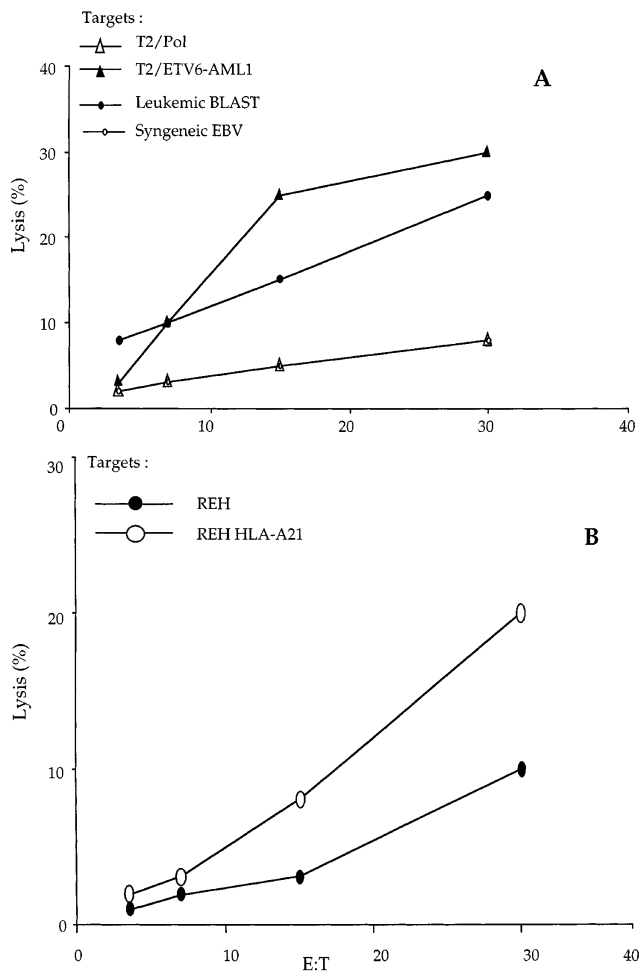 Targets :
T2/Pol
T2/ETV6-AML1
Leukemic BLAST
Syngeneic EBV
A
40
30
20
10
0
Lysis (%)
0 10 20 30 40
Targets :
REH
REH HLA-A21
B
30
20
10
0
Lysis (%)
0 10 20 30 40
E:T